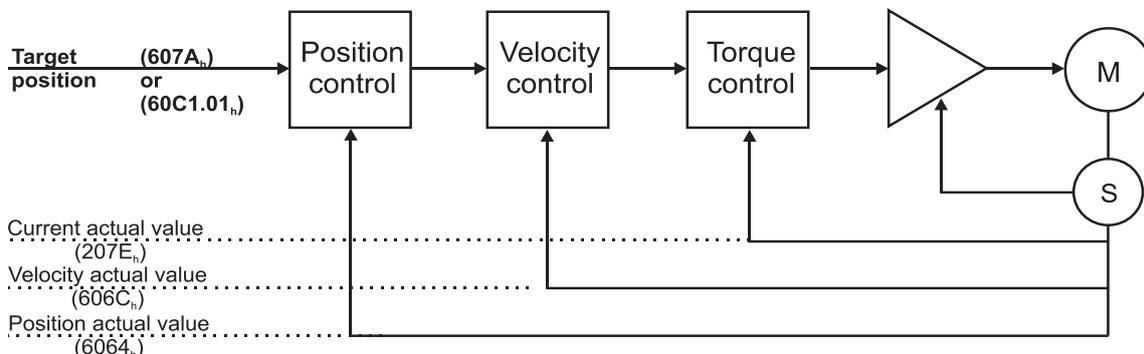 Target (607Aₕ)
position or
(60C1.01ₕ)
Position
control
Velocity
control
Torque
control
M
S
Current actual value
(207Eₕ)
Velocity actual value
(606Cₕ)
Position actual value
(6064ₕ)